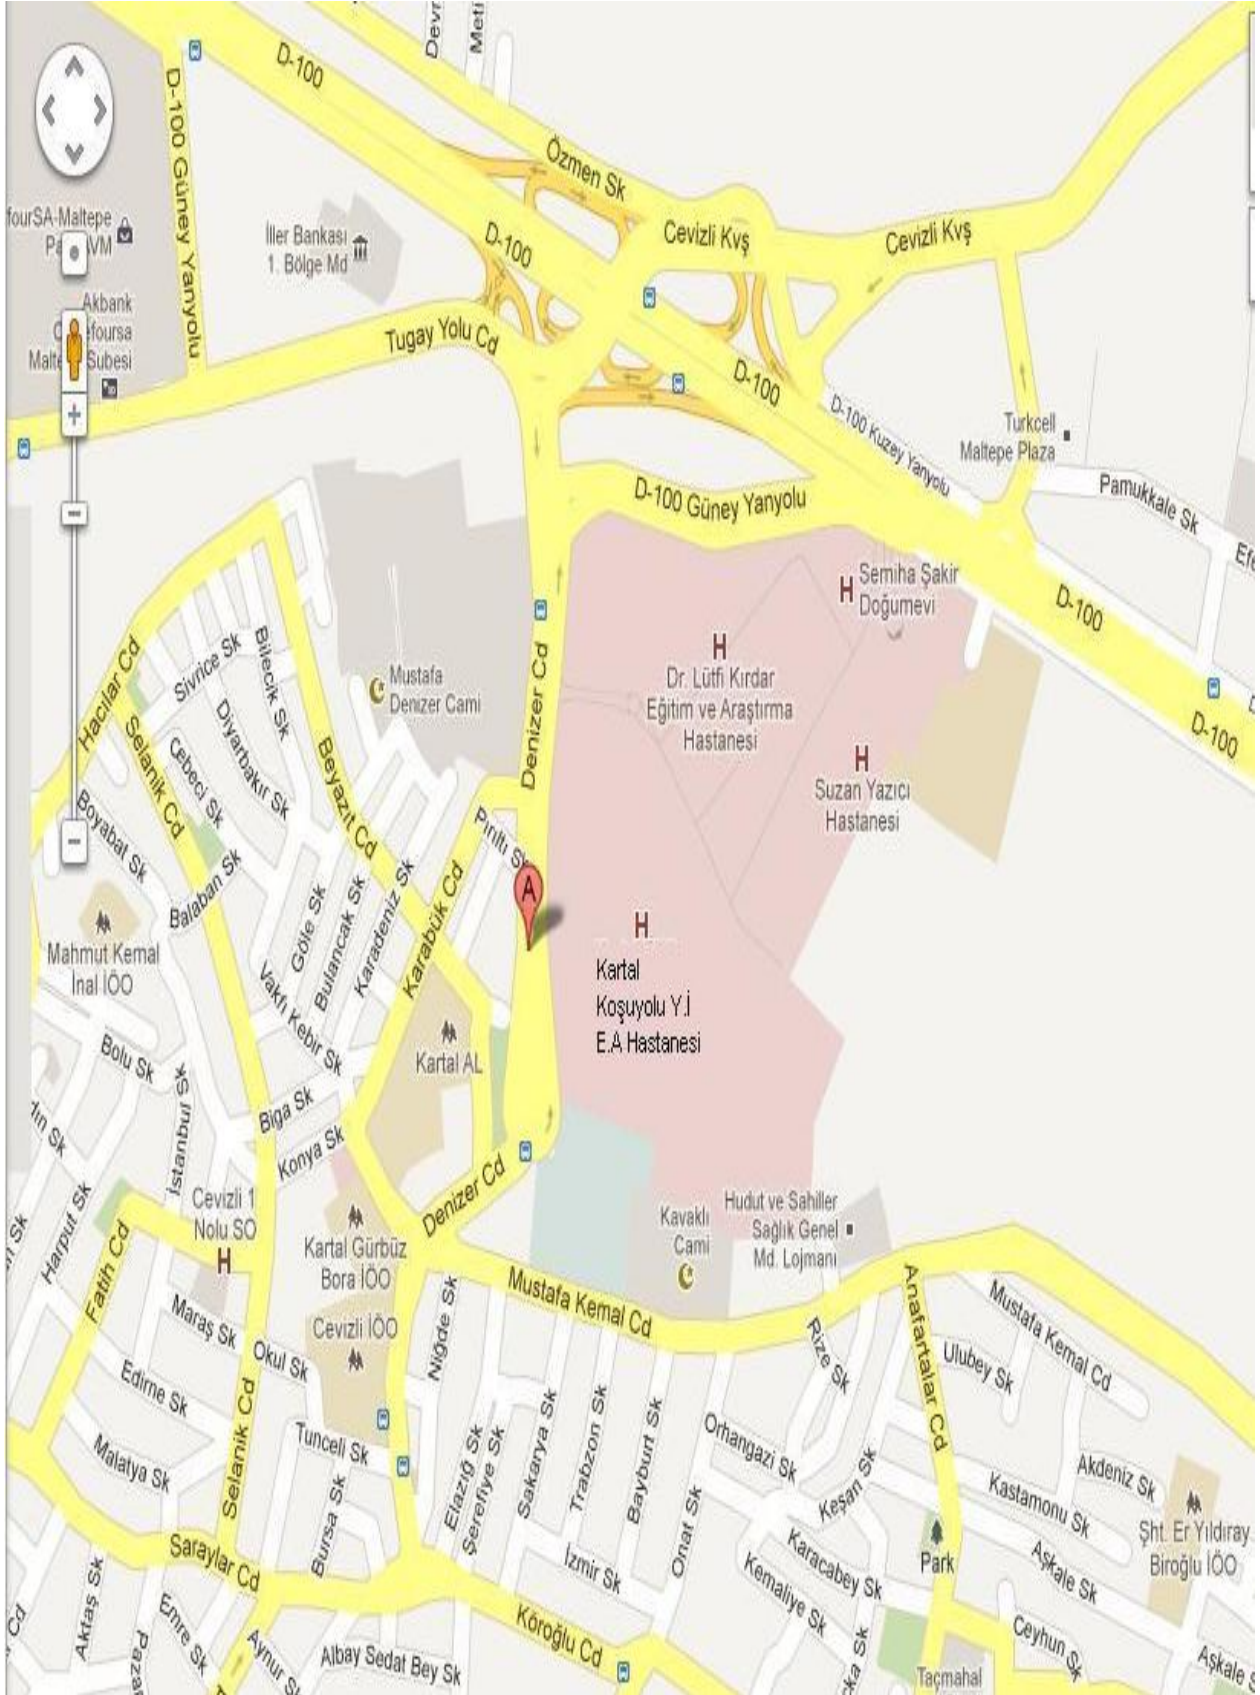 D-100
D-100 Güney Yanyolu
Özmen Sk
Cevizli Kvş
Cevizli Kvş
fourSA-Maltepe
İller Bankası
1. Bölge Md
D-100
Akbank
Tugay Yolu Cd
D-100
D-100 Kuzey Yanyolu
Turkcell
Maltepe Plaza
Pamukkale Sk
D-100 Güney Yanyolu
Semiha Şakir
Doğumevi
D-100
H
H
Dr. Lütfi Kırdar
Eğitim ve Araştırma
Hastanesi
D-100
Mustafa
Denizer Cami
Denizer Cd
H
Suzan Yazıcı
Hastanesi
Hacılar Cd
Sivrice Sk
Bilecik Sk
Diyarbakır Sk
Selanik Cd
Cebeci Sk
Beyazıt Cd
Boyabat Sk
Balaban Sk
Pırıltı Sk
A
Mahmut Kemal
İnal İÖO
Göle Sk
Bulancak Sk
Karadeniz Sk
Karabük Cd
H
Kartal
Koşuyolu Y.İ
E.A Hastanesi
Vakfı Kebir Sk
Kartal AL
Bolu Sk
İstanbul Sk
Biga Sk
Konya Sk
Harput Sk
Cevizli 1
Nolu SO
H
Denizer Cd
Kartal Gürbüz
Bora İÖO
Kavaklı
Cami
Hudut ve Sahiller
Sağlık Genel
Md. Lojmanı
Fatih Cd
Maraş Sk
Cevizli İÖO
Okul Sk
Niğde Sk
Mustafa Kemal Cd
Rize Sk
Anafartalar Cd
Mustafa Kemal Cd
Ulubey Sk
Edirne Sk
Selanik Cd
Malatya Sk
Tunceli Sk
Bursa Sk
Elazığ Sk
Şerefiye Sk
Sakarya Sk
Trabzon Sk
Bayburt Sk
Orhangazi Sk
Onat Sk
Keşan Sk
Akdeniz Sk
Kastamonu Sk
Şht. Er Yıldıray
Biroğlu İÖO
Saraylar Cd
İzmir Sk
Karacabey Sk
Kemaliye Sk
Park
Aşkale Sk
Aktaş Sk
Emre Sk
Aynur Sk
Albay Sedat Bey Sk
Köroğlu Cd
Ceyhun Sk
Aşkale S
Taçmahal